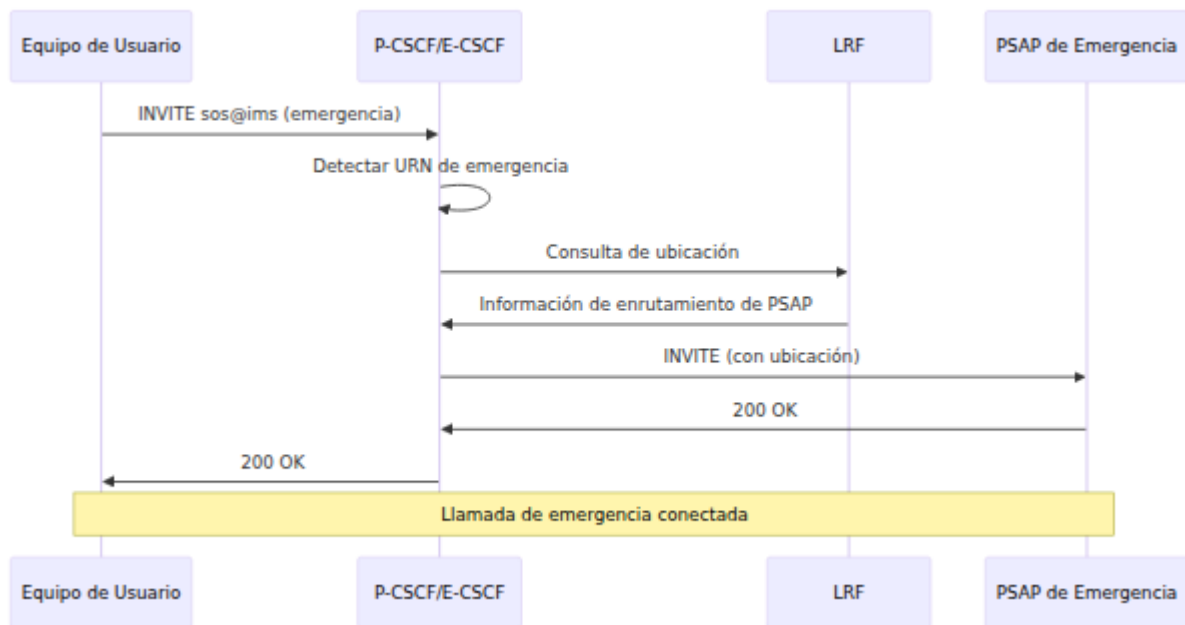 Equipo de Usuario
P-CSCF/E-CSCF
LRF
PSAP de Emergencia
INVITE sos@ims (emergencia)
Detectar URN de emergencia
Consulta de ubicación
Información de enrutamiento de PSAP
INVITE (con ubicación)
200 OK
200 OK
Llamada de emergencia conectada
Equipo de Usuario
P-CSCF/E-CSCF
LRF
PSAP de Emergencia